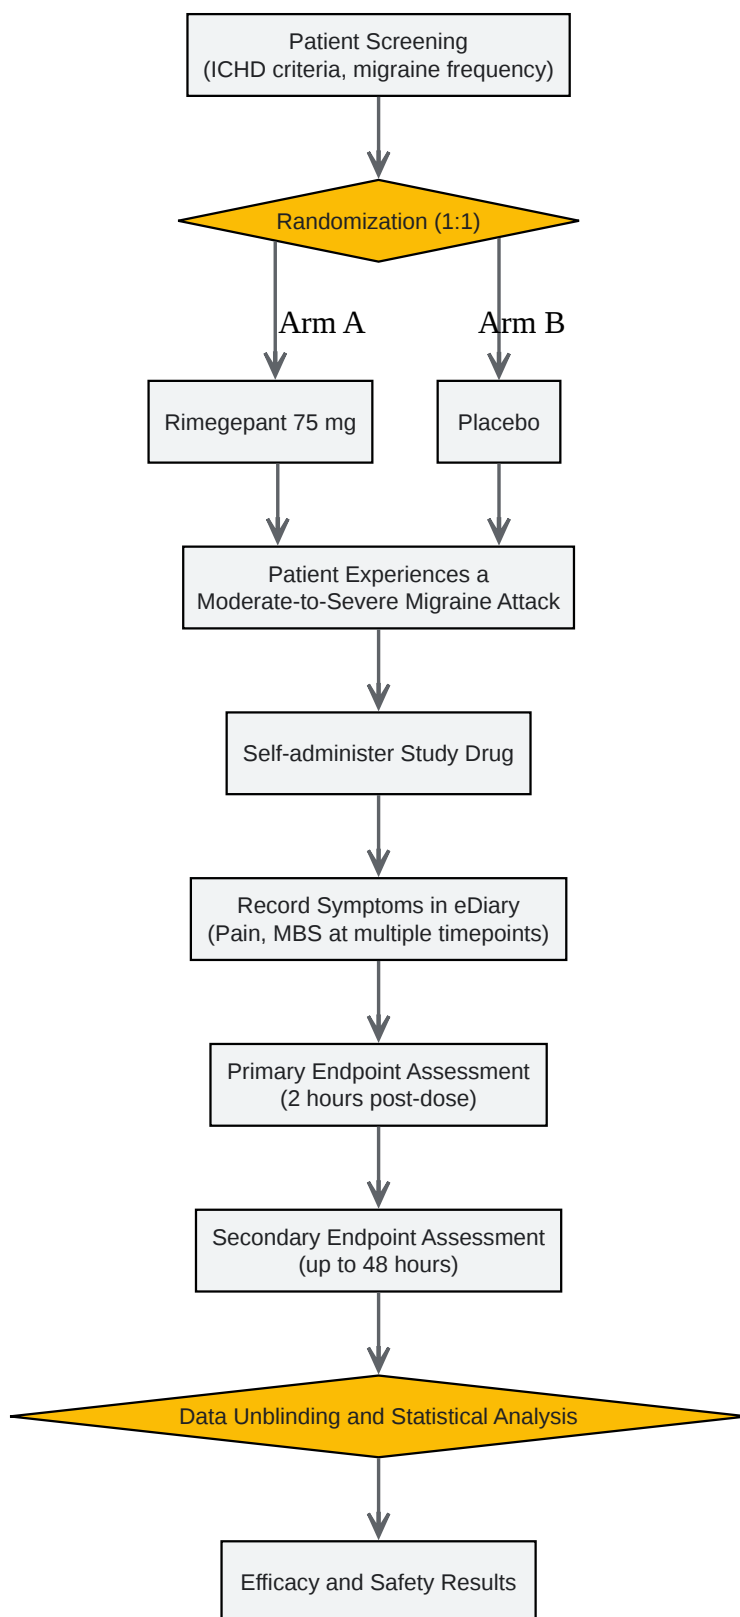 Patient Screening
(ICHD criteria, migraine frequency)
Randomization (1:1)
Arm A
Arm B
Rimegepant 75 mg
Placebo
Patient Experiences a
Moderate-to-Severe Migraine Attack
Self-administer Study Drug
Record Symptoms in eDiary
(Pain, MBS at multiple timepoints)
Primary Endpoint Assessment
(2 hours post-dose)
Secondary Endpoint Assessment
(up to 48 hours)
Data Unblinding and Statistical Analysis
Efficacy and Safety Results